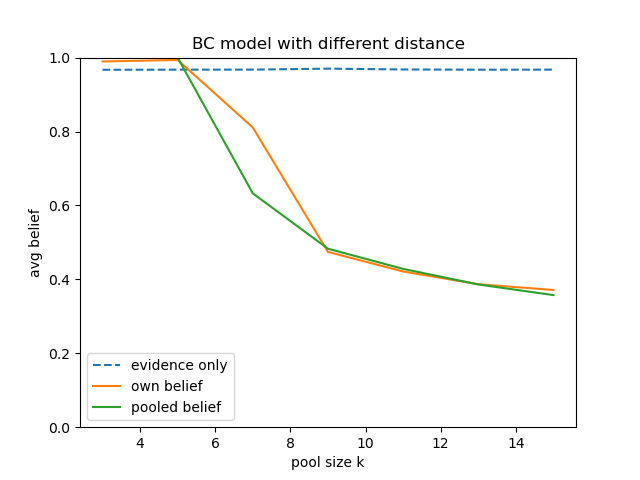 BC model with different distance
avg belief
1.0
0.8
0.6
0.4
0.2
0.0
evidence only
own belief
pooled belief
4 6 8 10 12 14
pool size k